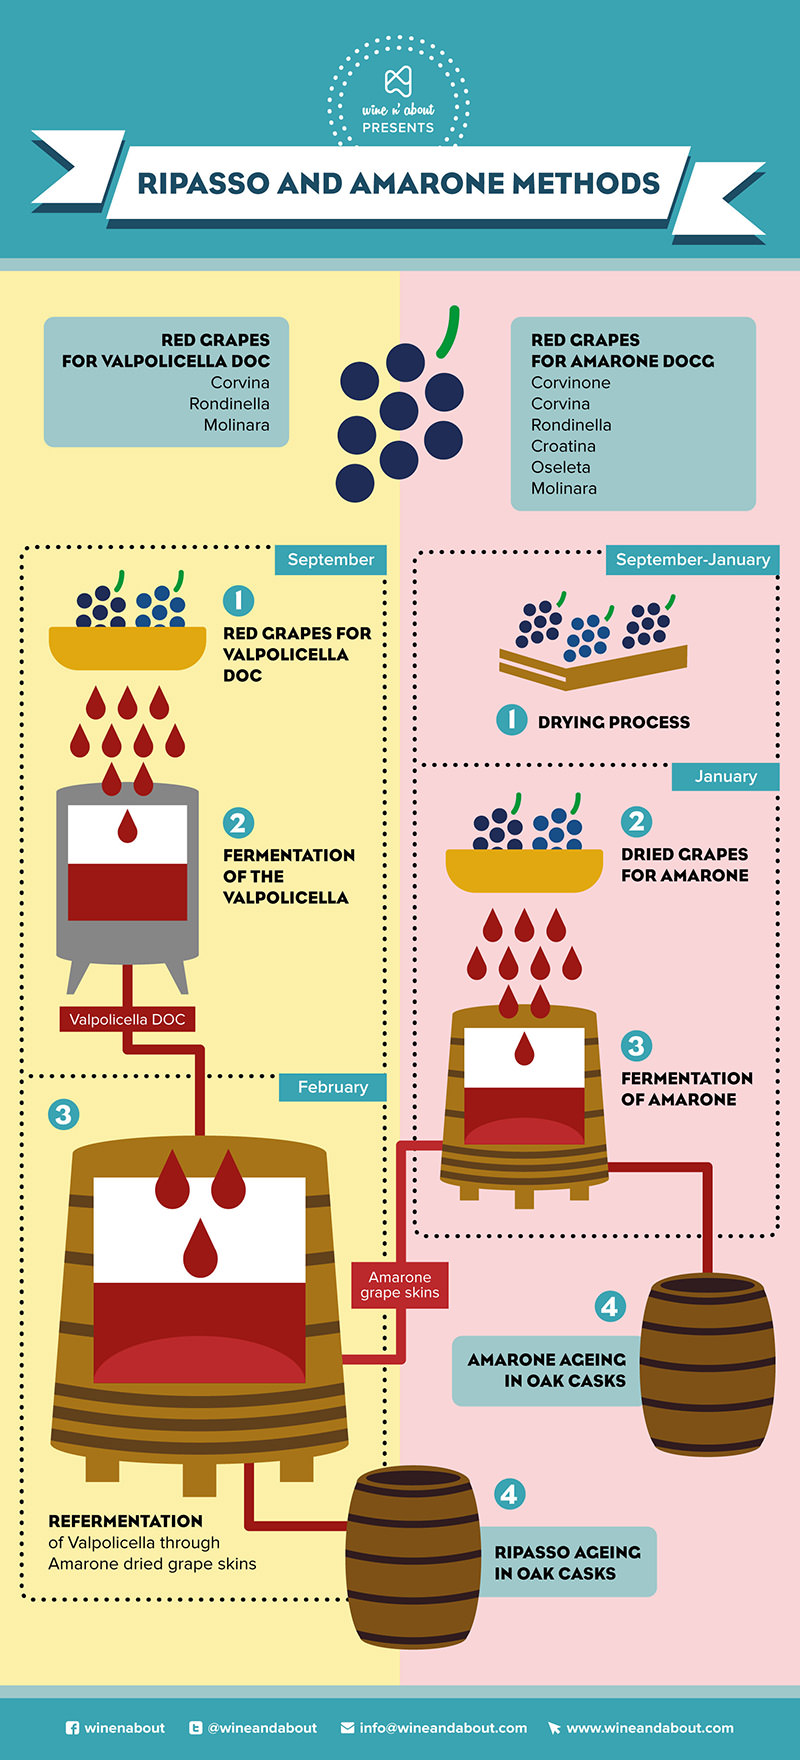 wine n' about
PRESENTS
RIPASSO AND AMARONE METHODS
RED GRAPES
FOR VALPOLICELLA DOC
Corvina
Rondinella
Molinara
RED GRAPES
FOR AMARONE DOCG
Corvinone
Corvina
Rondinella
Croatina
Oseleta
Molinara
September
1
RED GRAPES FOR
VALPOLICELLA
DOC
2
FERMENTATION
OF THE
VALPOLICELLA
Valpolicella DOC
February
3
REFERMENTATION
of Valpolicella through
Amarone dried grape skins
September-January
1 DRYING PROCESS
January
2
DRIED GRAPES
FOR AMARONE
3
FERMENTATION
OF AMARONE
Amarone
grape skins
4
AMARONE AGEING
IN OAK CASKS
4
RIPASSO AGEING
IN OAK CASKS
winenabout @wineandabout info@wineandabout.com www.wineandabout.com